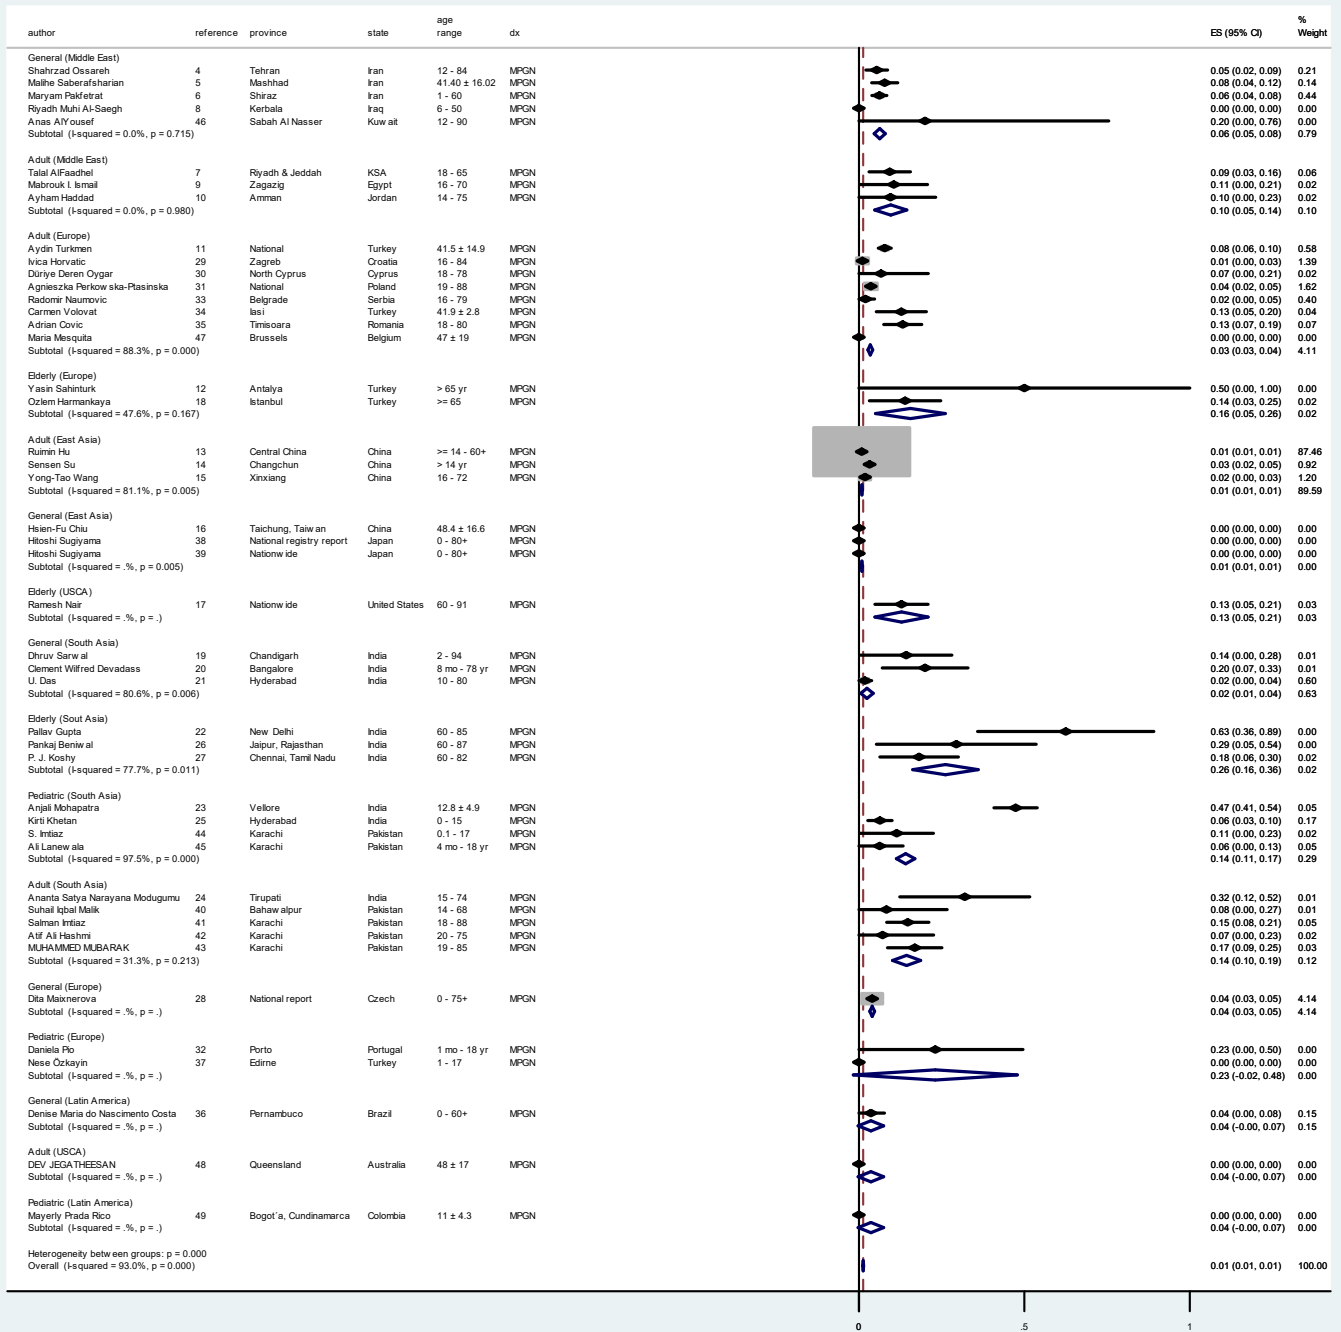 age %
author reference province state range dx ES (95% CI) Weight
General (Middle East)
Shahrzad Ossareh 4 Tehran Iran 12 - 84 MPGN 0.05 (0.02, 0.09) 0.21
Malihe Saberafsharian 5 Mashhad Iran 41.40 ± 16.02 MPGN 0.08 (0.04, 0.12) 0.14
Maryam Pakfetrat 6 Shiraz Iran 1 - 60 MPGN 0.06 (0.04, 0.08) 0.44
Riyadh Muhi Al-Saegh 8 Kerbala Iraq 6 - 50 MPGN 0.00 (0.00, 0.00) 0.00
Anas AlYousef 46 Sabah Al Nasser Kuwait 12 - 90 MPGN 0.20 (0.00, 0.76) 0.00
Subtotal (I-squared = 0.0%, p = 0.715) 0.06 (0.05, 0.08) 0.79
Adult (Middle East)
Talal AlFaadhel 7 Riyadh & Jeddah KSA 18 - 65 MPGN 0.09 (0.03, 0.16) 0.06
Mabrouk I. Ismail 9 Zagazig Egypt 16 - 70 MPGN 0.11 (0.00, 0.21) 0.02
Ayham Haddad 10 Amman Jordan 14 - 75 MPGN 0.10 (0.00, 0.23) 0.02
Subtotal (I-squared = 0.0%, p = 0.980) 0.10 (0.05, 0.14) 0.10
Adult (Europe)
Aydin Turkmen 11 National Turkey 41.5 ± 14.9 MPGN 0.08 (0.06, 0.10) 0.58
Ivica Horvatic 29 Zagreb Croatia 16 - 84 MPGN 0.01 (0.00, 0.03) 1.39
Düriye Deren Oygar 30 North Cyprus Cyprus 18 - 78 MPGN 0.07 (0.00, 0.21) 0.02
Agnieszka Perkowska-Ptasinska 31 National Poland 19 - 88 MPGN 0.04 (0.02, 0.05) 1.62
Radomir Naumovic 33 Belgrade Serbia 16 - 79 MPGN 0.02 (0.00, 0.05) 0.40
Carmen Volovat 34 Iasi Turkey 41.9 ± 2.8 MPGN 0.13 (0.05, 0.20) 0.04
Adrian Covic 35 Timisoara Romania 18 - 80 MPGN 0.13 (0.07, 0.19) 0.07
Maria Mesquita 47 Brussels Belgium 47 ± 19 MPGN 0.00 (0.00, 0.00) 0.00
Subtotal (I-squared = 88.3%, p = 0.000) 0.03 (0.03, 0.04) 4.11
Elderly (Europe)
Yasin Sahinturk 12 Antalya Turkey > 65 yr MPGN 0.50 (0.00, 1.00) 0.00
Ozlem Harmankaya 18 Istanbul Turkey >= 65 MPGN 0.14 (0.03, 0.25) 0.02
Subtotal (I-squared = 47.6%, p = 0.167) 0.16 (0.05, 0.26) 0.02
Adult (East Asia)
Ruimin Hu 13 Central China China >= 14 - 60+ MPGN 0.01 (0.01, 0.01) 87.46
Sensen Su 14 Changchun China > 14 yr MPGN 0.03 (0.02, 0.05) 0.92
Yong-Tao Wang 15 Xinxiang China 16 - 72 MPGN 0.02 (0.00, 0.03) 1.20
Subtotal (I-squared = 81.1%, p = 0.005) 0.01 (0.01, 0.01) 89.59
General (East Asia)
Hsien-Fu Chiu 16 Taichung, Taiwan China 48.4 ± 16.6 MPGN 0.00 (0.00, 0.00) 0.00
Hitoshi Sugiyama 38 National registry report Japan 0 - 80+ MPGN 0.00 (0.00, 0.00) 0.00
Hitoshi Sugiyama 39 Nationwide Japan 0 - 80+ MPGN 0.00 (0.00, 0.00) 0.00
Subtotal (I-squared = .%, p = 0.005) 0.01 (0.01, 0.01) 0.00
Elderly (USCA)
Ramesh Nair 17 Nationwide United States 60 - 91 MPGN 0.13 (0.05, 0.21) 0.03
Subtotal (I-squared = .%, p = .) 0.13 (0.05, 0.21) 0.03
General (South Asia)
Dhruv Sarwal 19 Chandigarh India 2 - 94 MPGN 0.14 (0.00, 0.28) 0.01
Clement Wilfred Devadass 20 Bangalore India 8 mo - 78 yr MPGN 0.20 (0.07, 0.33) 0.01
U. Das 21 Hyderabad India 10 - 80 MPGN 0.02 (0.00, 0.04) 0.60
Subtotal (I-squared = 80.6%, p = 0.006) 0.02 (0.01, 0.04) 0.63
Elderly (Sout Asia)
Pallav Gupta 22 New Delhi India 60 - 85 MPGN 0.63 (0.36, 0.89) 0.00
Pankaj Beniwal 26 Jaipur, Rajasthan India 60 - 87 MPGN 0.29 (0.05, 0.54) 0.00
P. J. Koshy 27 Chennai, Tamil Nadu India 60 - 82 MPGN 0.18 (0.06, 0.30) 0.02
Subtotal (I-squared = 77.7%, p = 0.011) 0.26 (0.16, 0.36) 0.02
Pediatric (South Asia)
Anjali Mohapatra 23 Vellore India 12.8 ± 4.9 MPGN 0.47 (0.41, 0.54) 0.05
Kirti Khetan 25 Hyderabad India 0 - 15 MPGN 0.06 (0.03, 0.10) 0.17
S. Imtiaz 44 Karachi Pakistan 0.1 - 17 MPGN 0.11 (0.00, 0.23) 0.02
Ali Lanewala 45 Karachi Pakistan 4 mo - 18 yr MPGN 0.06 (0.00, 0.13) 0.05
Subtotal (I-squared = 97.5%, p = 0.000) 0.14 (0.11, 0.17) 0.29
Adult (South Asia)
Ananta Satya Narayana Modugumu 24 Tirupati India 15 - 74 MPGN 0.32 (0.12, 0.52) 0.01
Suhail Iqbal Malik 40 Bahawalpur Pakistan 14 - 68 MPGN 0.08 (0.00, 0.27) 0.01
Salman Imtiaz 41 Karachi Pakistan 18 - 88 MPGN 0.15 (0.08, 0.21) 0.05
Atif Ali Hashmi 42 Karachi Pakistan 20 - 75 MPGN 0.07 (0.00, 0.23) 0.02
MUHAMMED MUBARAK 43 Karachi Pakistan 19 - 85 MPGN 0.17 (0.09, 0.25) 0.03
Subtotal (I-squared = 31.3%, p = 0.213) 0.14 (0.10, 0.19) 0.12
General (Europe)
Dita Maixnerova 28 National report Czech 0 - 75+ MPGN 0.04 (0.03, 0.05) 4.14
Subtotal (I-squared = .%, p = .) 0.04 (0.03, 0.05) 4.14
Pediatric (Europe)
Daniela Pio 32 Porto Portugal 1 mo - 18 yr MPGN 0.23 (0.00, 0.50) 0.00
Nese Özkayin 37 Edirne Turkey 1 - 17 MPGN 0.00 (0.00, 0.00) 0.00
Subtotal (I-squared = .%, p = .) 0.23 (-0.02, 0.48) 0.00
General (Latin America)
Denise Maria do Nascimento Costa 36 Pernambuco Brazil 0 - 60+ MPGN 0.04 (0.00, 0.08) 0.15
Subtotal (I-squared = .%, p = .) 0.04 (-0.00, 0.07) 0.15
Adult (USCA)
DEV JEGATHEESAN 48 Queensland Australia 48 ± 17 MPGN 0.00 (0.00, 0.00) 0.00
Subtotal (I-squared = .%, p = .) 0.04 (-0.00, 0.07) 0.00
Pediatric (Latin America)
Mayerly Prada Rico 49 Bogot´a, Cundinamarca Colombia 11 ± 4.3 MPGN 0.00 (0.00, 0.00) 0.00
Subtotal (I-squared = .%, p = .) 0.04 (-0.00, 0.07) 0.00
Heterogeneity between groups: p = 0.000
Overall (I-squared = 93.0%, p = 0.000) 0.01 (0.01, 0.01) 100.00
0 .5 1